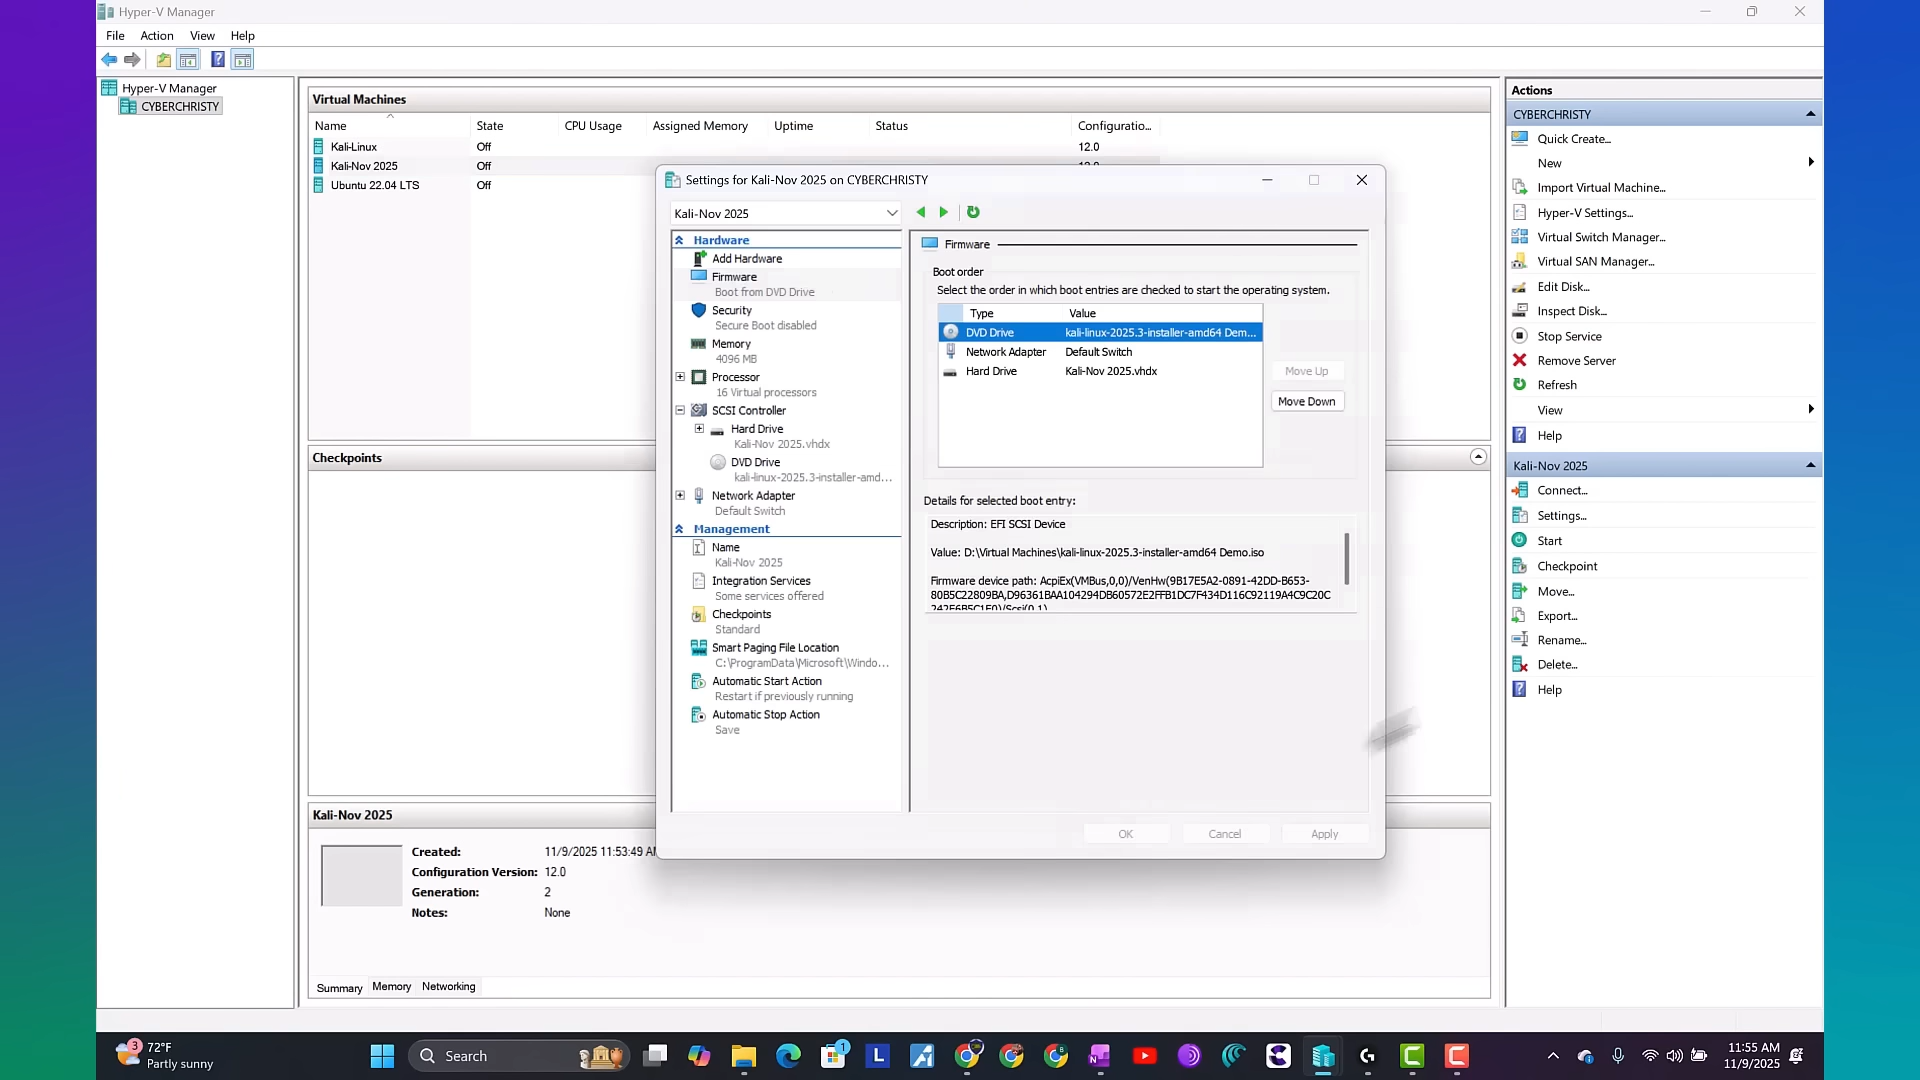 Hyper-V Manager
File Action View Help
Hyper-V Manager
CYBERCHRISTY
Virtual Machines
Name State CPU Usage Assigned Memory Uptime Status Configuratio...
Kali-Linux Off 12.0
Kali-Nov 2025 Off
Ubuntu 22.04 LTS Off
Checkpoints
Kali-Nov 2025
Created: 11/9/2025 11:53:49 A
Configuration Version: 12.0
Generation: 2
Notes: None
Summary Memory Networking
Settings for Kali-Nov 2025 on CYBERCHRISTY
Kali-Nov 2025
Hardware
Add Hardware
Firmware
Boot from DVD Drive
Security
Secure Boot disabled
Memory
4096 MB
Processor
16 Virtual processors
SCSI Controller
Hard Drive
Kali-Nov 2025.vhdx
DVD Drive
kali-linux-2025.3-installer-amd...
Network Adapter
Default Switch
Management
Name
Kali-Nov 2025
Integration Services
Some services offered
Checkpoints
Standard
Smart Paging File Location
C:\ProgramData\Microsoft\Windo...
Automatic Start Action
Restart if previously running
Automatic Stop Action
Save
Firmware
Boot order
Select the order in which boot entries are checked to start the operating system.
Type Value
DVD Drive kali-linux-2025.3-installer-amd64 Dem...
Network Adapter Default Switch
Hard Drive Kali-Nov 2025.vhdx
Move Up
Move Down
Details for selected boot entry:
Description: EFI SCSI Device
Value: D:\Virtual Machines\kali-linux-2025.3-installer-amd64 Demo.iso
Firmware device path: AcpiEx(VMBus,0,0)/VenHw(9B17E5A2-0891-42DD-B653-
80B5C22809BA,D96361BAA104294DB60572E2FFB1DC7F434D116C92119A4C9C20C
242F6B5C1F0)/Scsi(0,1)
OK Cancel Apply
Actions
CYBERCHRISTY
Quick Create...
New
Import Virtual Machine...
Hyper-V Settings...
Virtual Switch Manager...
Virtual SAN Manager...
Edit Disk...
Inspect Disk...
Stop Service
Remove Server
Refresh
View
Help
Kali-Nov 2025
Connect...
Settings...
Start
Checkpoint
Move...
Export...
Rename...
Delete...
Help
3
72°F
Partly sunny
Search
1
11:55 AM
11/9/2025